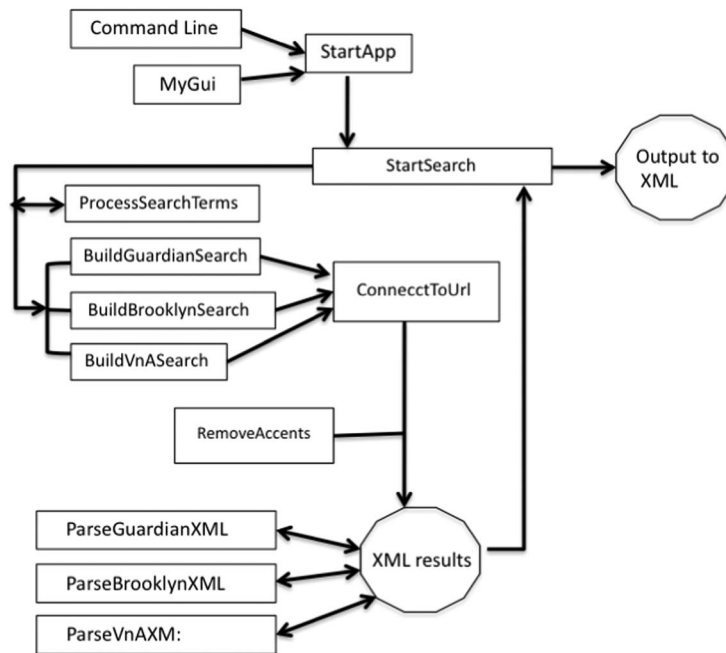 Command Line
StartApp
MyGui
StartSearch
Output to
XML
ProcessSearchTerms
BuildGuardianSearch
BuildBrooklynSearch
BuildVnASearch
ConnecctToUrl
RemoveAccents
ParseGuardianXML
ParseBrooklynXML
ParseVnAXM:
XML results